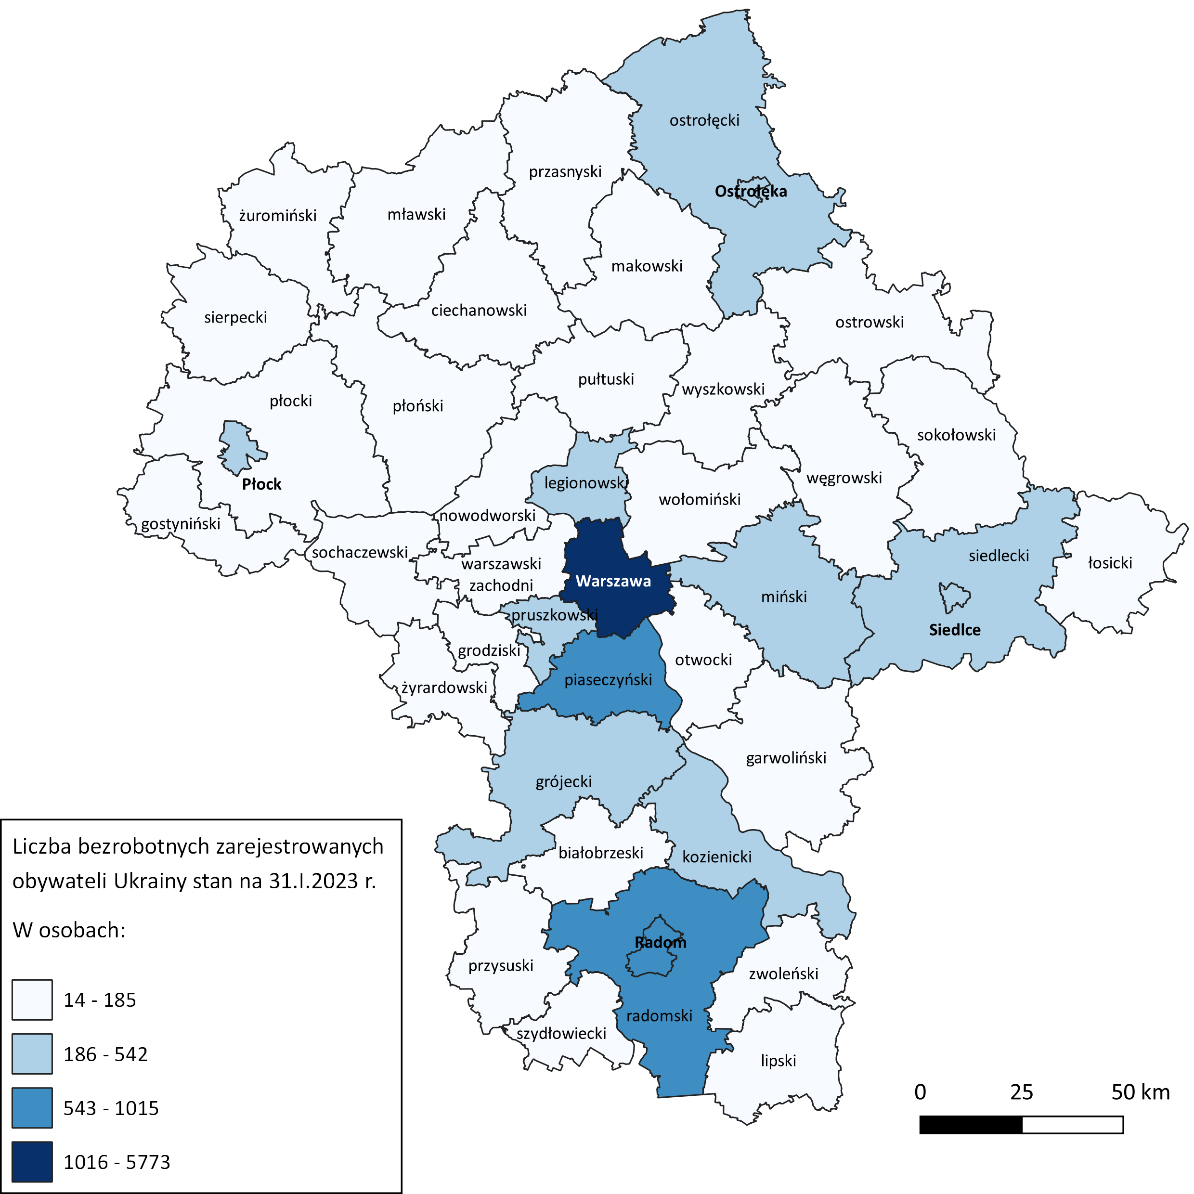 ostrołęcki
przasnyski
Ostrołęka
żuromiński
mławski
makowski
ciechanowski
sierpecki
ostrowski
pułtuski
wyszkowski
płocki
płoński
sokołowski
węgrowski
legionowski
Płock
wołomiński
nowodworski
gostyniński
sochaczewski
siedlecki
łosicki
warszawski
zachodni
Warszawa
miński
pruszkowski
Siedlce
grodziski
otwocki
piaseczyński
żyrardowski
garwoliński
grójecki
białobrzeski
kozienicki
Radom
przysuski
zwoleński
radomski
szydłowiecki
lipski
Liczba bezrobotnych zarejestrowanych
obywateli Ukrainy stan na 31.I.2023 r.
W osobach:
14 - 185
186 - 542
543 - 1015
1016 - 5773
0 25 50 km